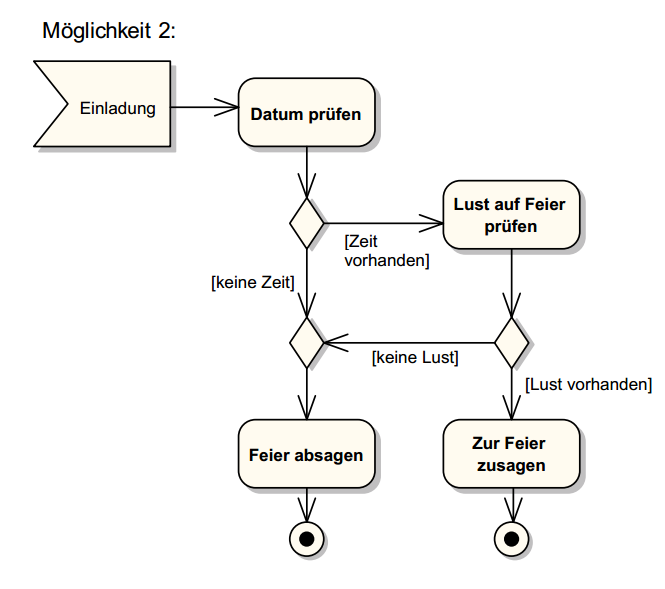 Möglichkeit 2:
Einladung
Datum prüfen
Lust auf Feier
prüfen
[Zeit
vorhanden]
[keine Zeit]
[keine Lust]
[Lust vorhanden]
Feier absagen
Zur Feier
zusagen